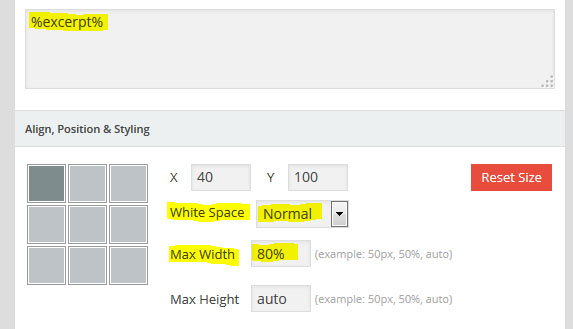 %excerpt%
Align, Position & Styling
X 40 Y 100 Reset Size
White Space Normal
Max Width 80% (example: 50px, 50%, auto)
Max Height auto (example: 50px, 50%, auto)